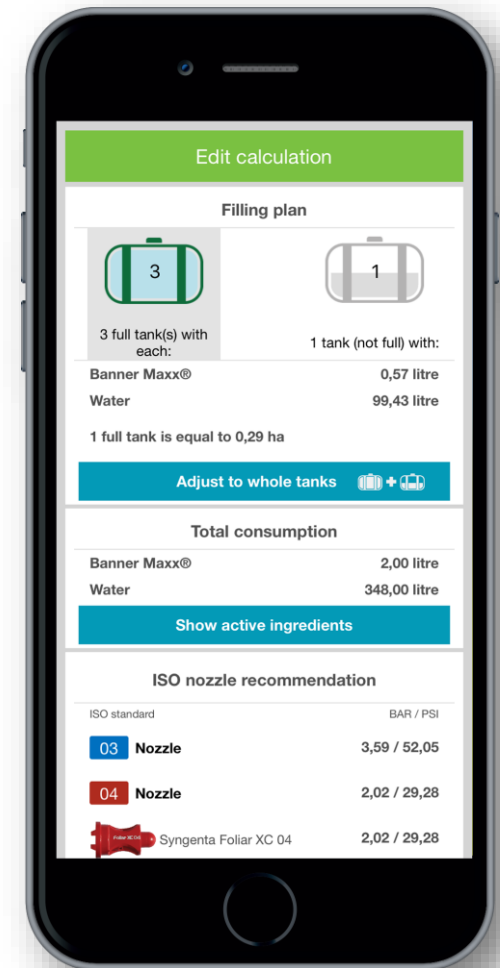 Edit calculation
Filling plan
3
1
3 full tank(s) with
each:
1 tank (not full) with:
Banner Maxx® 0,57 litre
Water 99,43 litre
1 full tank is equal to 0,29 ha
Adjust to whole tanks +
Total consumption
Banner Maxx® 2,00 litre
Water 348,00 litre
Show active ingredients
ISO nozzle recommendation
ISO standard BAR / PSI
03 Nozzle 3,59 / 52,05
04 Nozzle 2,02 / 29,28
Foliar XC 04
Syngenta Foliar XC 04 2,02 / 29,28